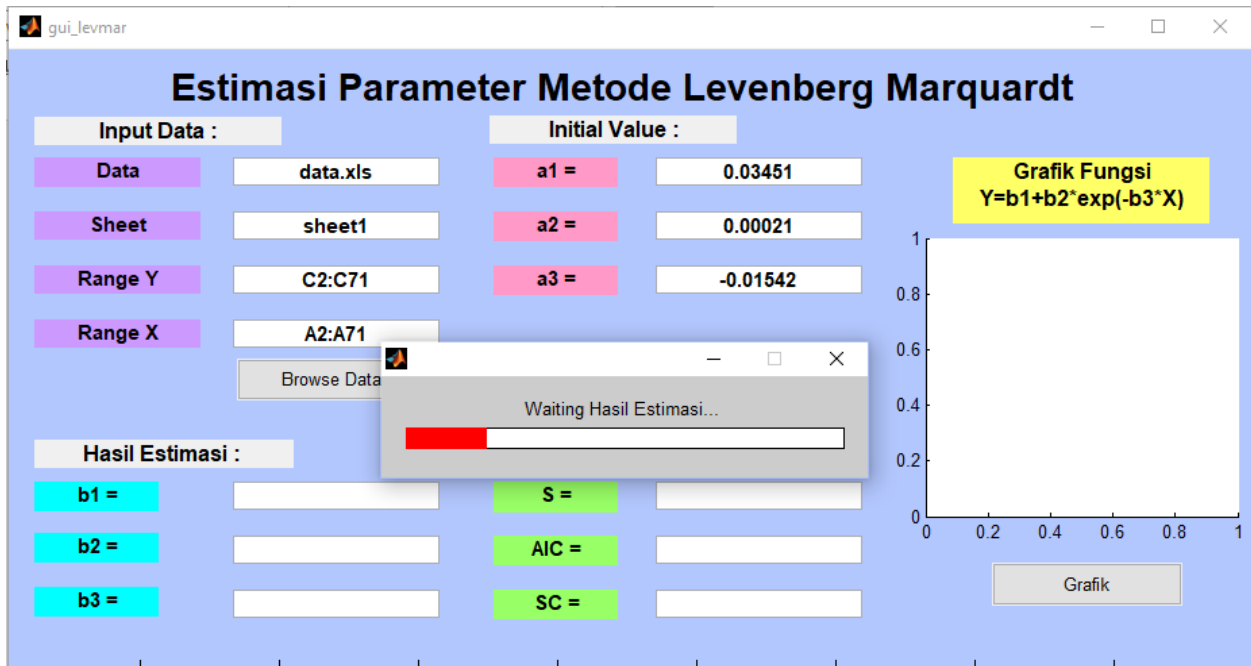 gui_levmar
Estimasi Parameter Metode Levenberg Marquardt
Input Data :
Initial Value :
Data
data.xls
a1 =
0.03451
Sheet
sheet1
a2 =
0.00021
Range Y
C2:C71
a3 =
-0.01542
Range X
A2:A71
Browse Data
Waiting Hasil Estimasi...
Hasil Estimasi :
b1 =
S =
b2 =
AIC =
b3 =
SC =
Grafik Fungsi
Y=b1+b2*exp(-b3*X)
1
0.8
0.6
0.4
0.2
0
0 0.2 0.4 0.6 0.8 1
Grafik